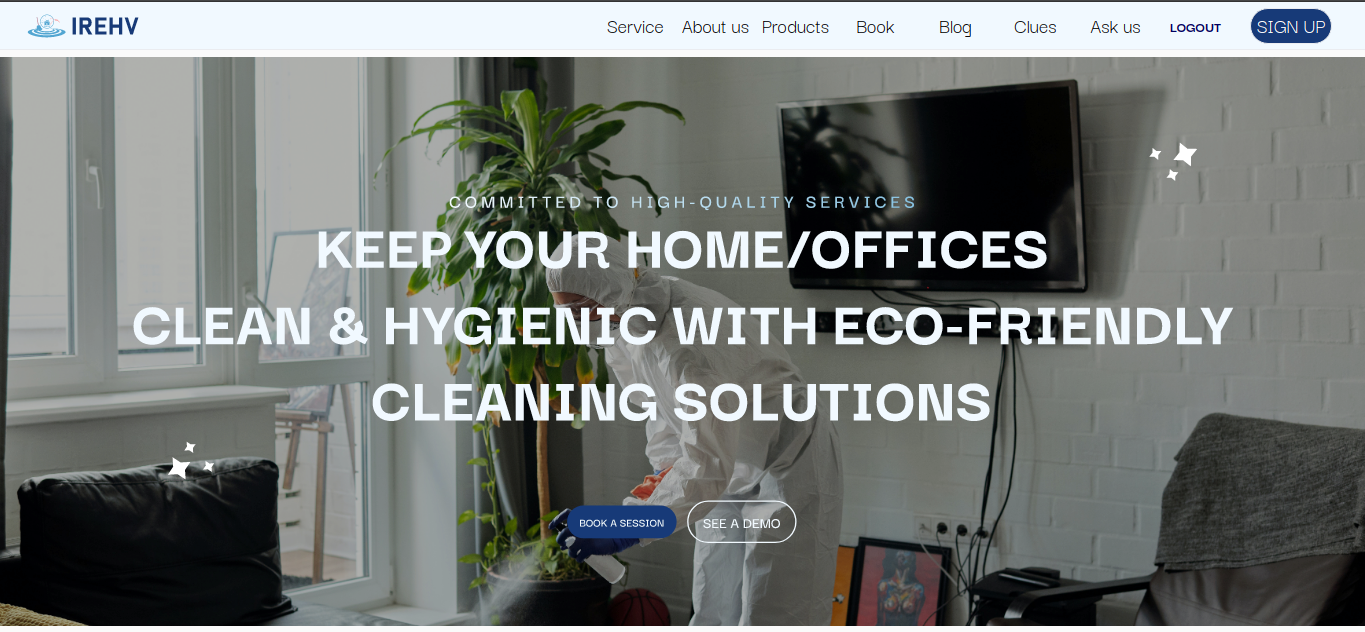 IREHV
Service About us Products Book Blog Clues Ask us LOGOUT SIGN UP
COMMITTED TO HIGH-QUALITY SERVICES
KEEP YOUR HOME/OFFICES
CLEAN & HYGIENIC WITH ECO-FRIENDLY
CLEANING SOLUTIONS
BOOK A SESSION SEE A DEMO